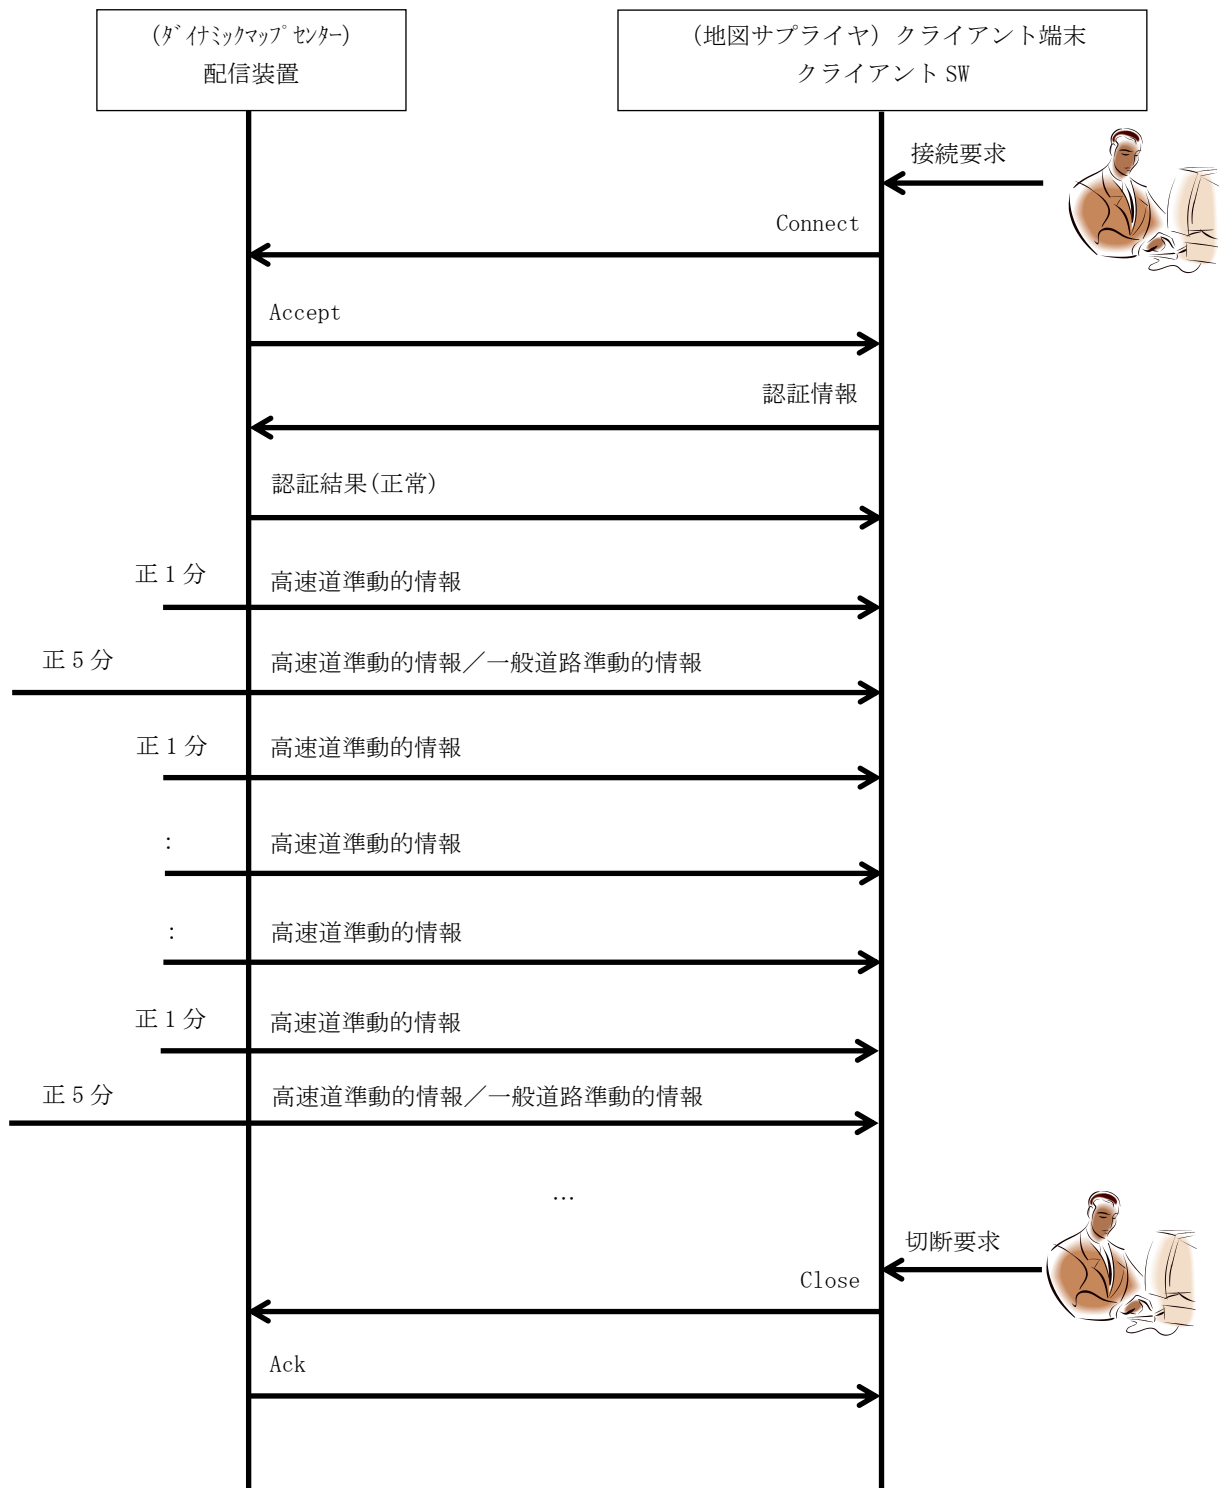 (ﾀﾞｲﾅﾐｯｸﾏｯﾌﾟｾﾝﾀｰ)
配信装置
(地図サプライヤ) クライアント端末
クライアント SW
接続要求
Connect
Accept
認証情報
認証結果(正常)
正１分
高速道準動的情報
正５分
高速道準動的情報／一般道路準動的情報
正１分
高速道準動的情報
:
高速道準動的情報
:
高速道準動的情報
正１分
高速道準動的情報
正５分
高速道準動的情報／一般道路準動的情報
…
切断要求
Close
Ack